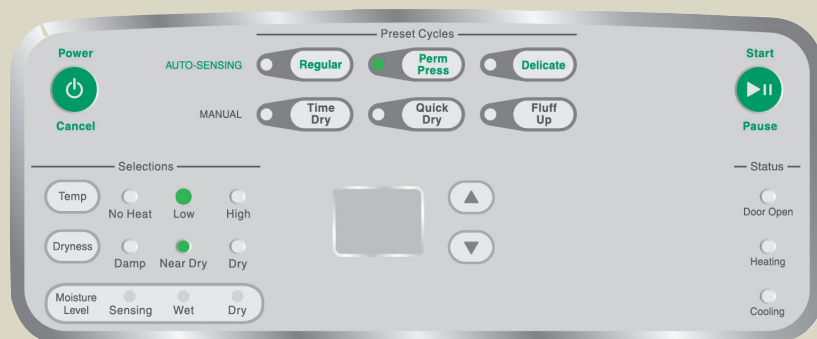 Preset Cycles
Power
Cancel
AUTO-SENSING
Regular
Perm
Press
Delicate
MANUAL
Time
Dry
Quick
Dry
Fluff
Up
Start
Pause
Selections
Temp
No Heat
Low
High
Dryness
Damp
Near Dry
Dry
Moisture
Level
Sensing
Wet
Dry
Status
Door Open
Heating
Cooling